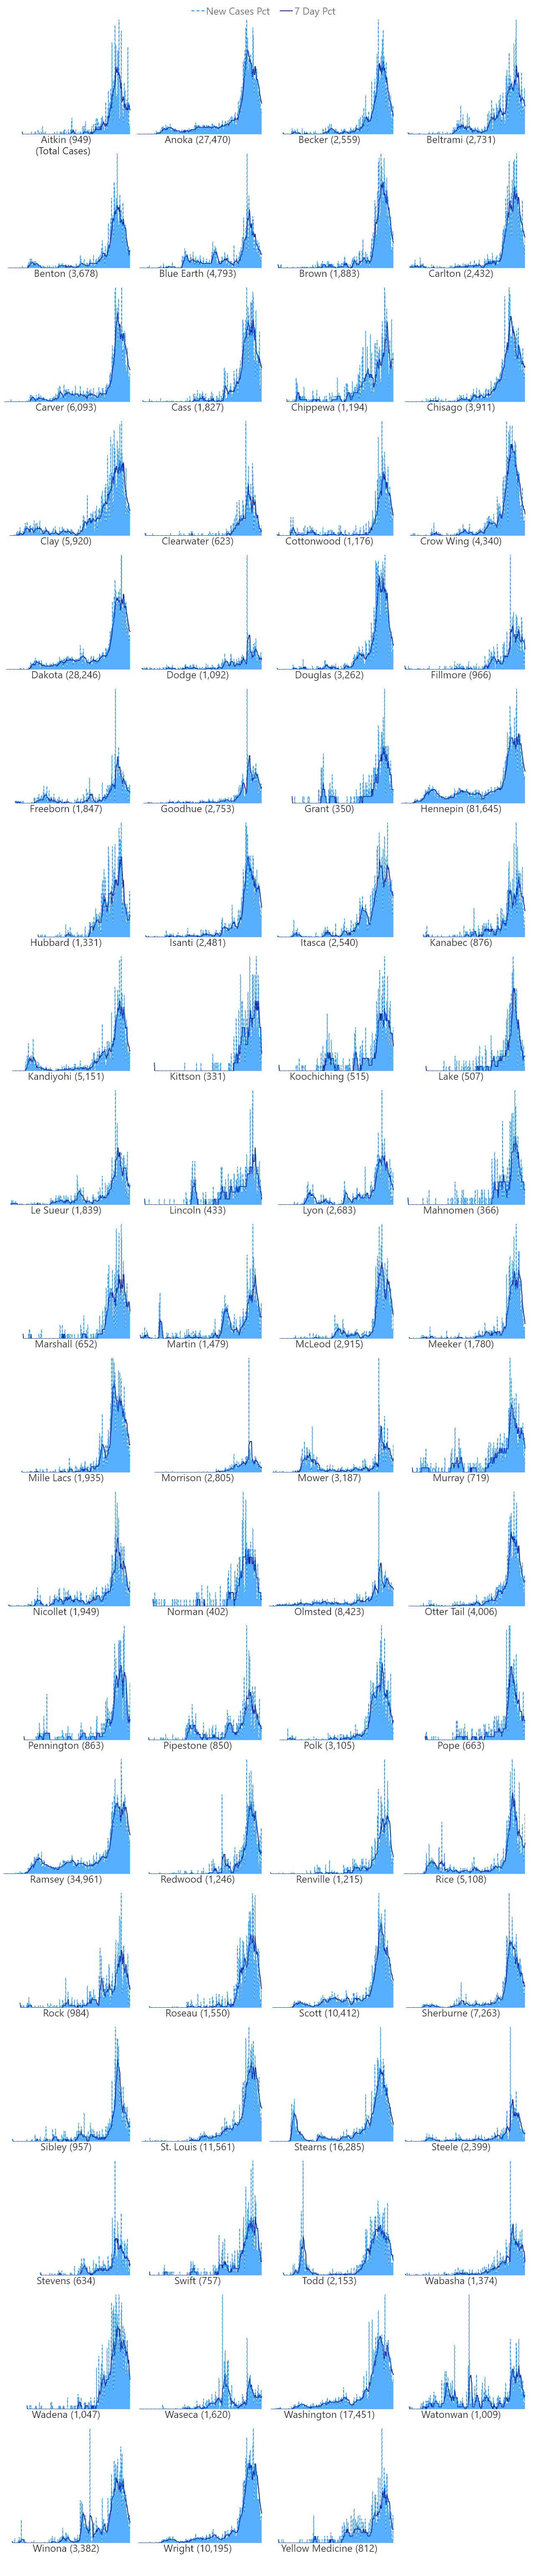 New Cases Pct 7 Day Pct
Aitkin (949) Anoka (27,470) Becker (2,559) Beltrami (2,731)
(Total Cases)
Benton (3,678) Blue Earth (4,793) Brown (1,883) Carlton (2,432)
Carver (6,093) Cass (1,827) Chippewa (1,194) Chisago (3,911)
Clay (5,920) Clearwater (623) Cottonwood (1,176) Crow Wing (4,340)
Dakota (28,246) Dodge (1,092) Douglas (3,262) Fillmore (966)
Freeborn (1,847) Goodhue (2,753) Grant (350) Hennepin (81,645)
Hubbard (1,331) Isanti (2,481) Itasca (2,540) Kanabec (876)
Kandiyohi (5,151) Kittson (331) Koochiching (515) Lake (507)
Le Sueur (1,839) Lincoln (433) Lyon (2,683) Mahnomen (366)
Marshall (652) Martin (1,479) McLeod (2,915) Meeker (1,780)
Mille Lacs (1,935) Morrison (2,805) Mower (3,187) Murray (719)
Nicollet (1,949) Norman (402) Olmsted (8,423) Otter Tail (4,006)
Pennington (863) Pipestone (850) Polk (3,105) Pope (663)
Ramsey (34,961) Redwood (1,246) Renville (1,215) Rice (5,108)
Rock (984) Roseau (1,550) Scott (10,412) Sherburne (7,263)
Sibley (957) St. Louis (11,561) Stearns (16,285) Steele (2,399)
Stevens (634) Swift (757) Todd (2,153) Wabasha (1,374)
Wadena (1,047) Waseca (1,620) Washington (17,451) Watonwan (1,009)
Winona (3,382) Wright (10,195) Yellow Medicine (812)